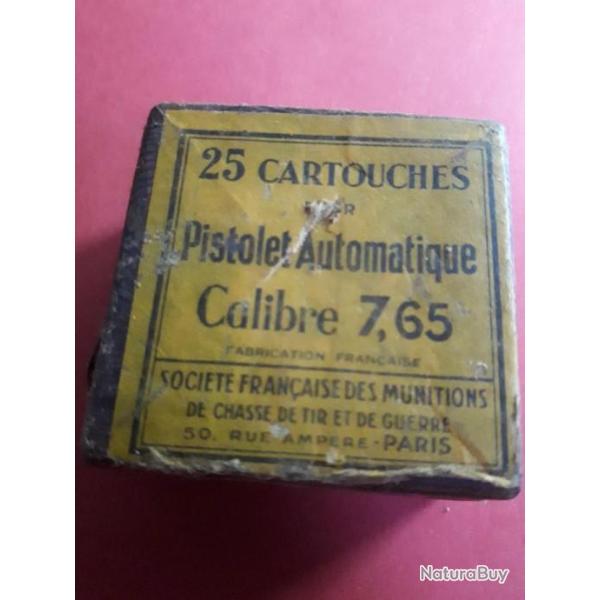 25 CARTOUCHES
Pistolet Automatique
Calibre 7,65
FABRICATION FRANÇAISE
SOCIETE FRANÇAISE DES MUNITIONS
DE CHASSE DE TIR ET DE GUERRE
50, RUE AMPERE - PARIS
NaturaBuy